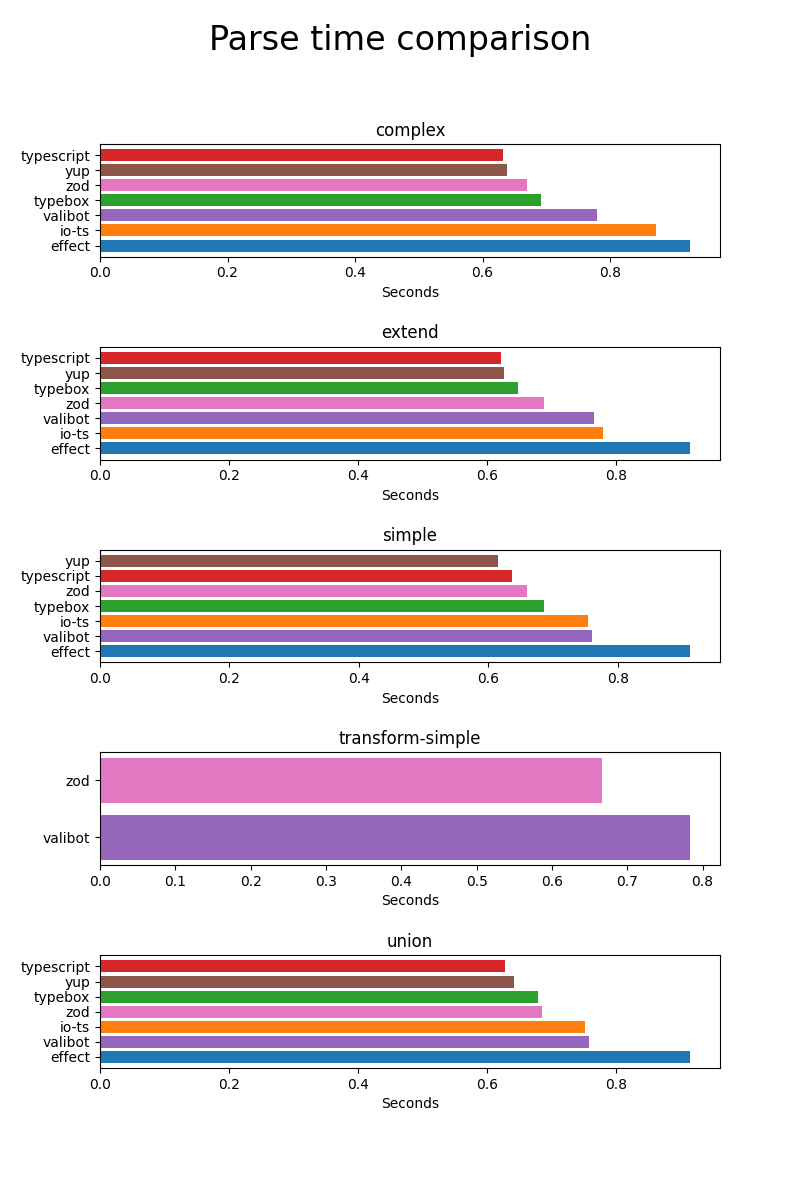 Parse time comparison
complex
typescript
yup
zod
typebox
valibot
io-ts
effect
0.0 0.2 0.4 0.6 0.8
Seconds
extend
typescript
yup
typebox
zod
valibot
io-ts
effect
0.0 0.2 0.4 0.6 0.8
Seconds
simple
yup
typescript
zod
typebox
io-ts
valibot
effect
0.0 0.2 0.4 0.6 0.8
Seconds
transform-simple
zod
valibot
0.0 0.1 0.2 0.3 0.4 0.5 0.6 0.7 0.8
Seconds
union
typescript
yup
typebox
zod
io-ts
valibot
effect
0.0 0.2 0.4 0.6 0.8
Seconds